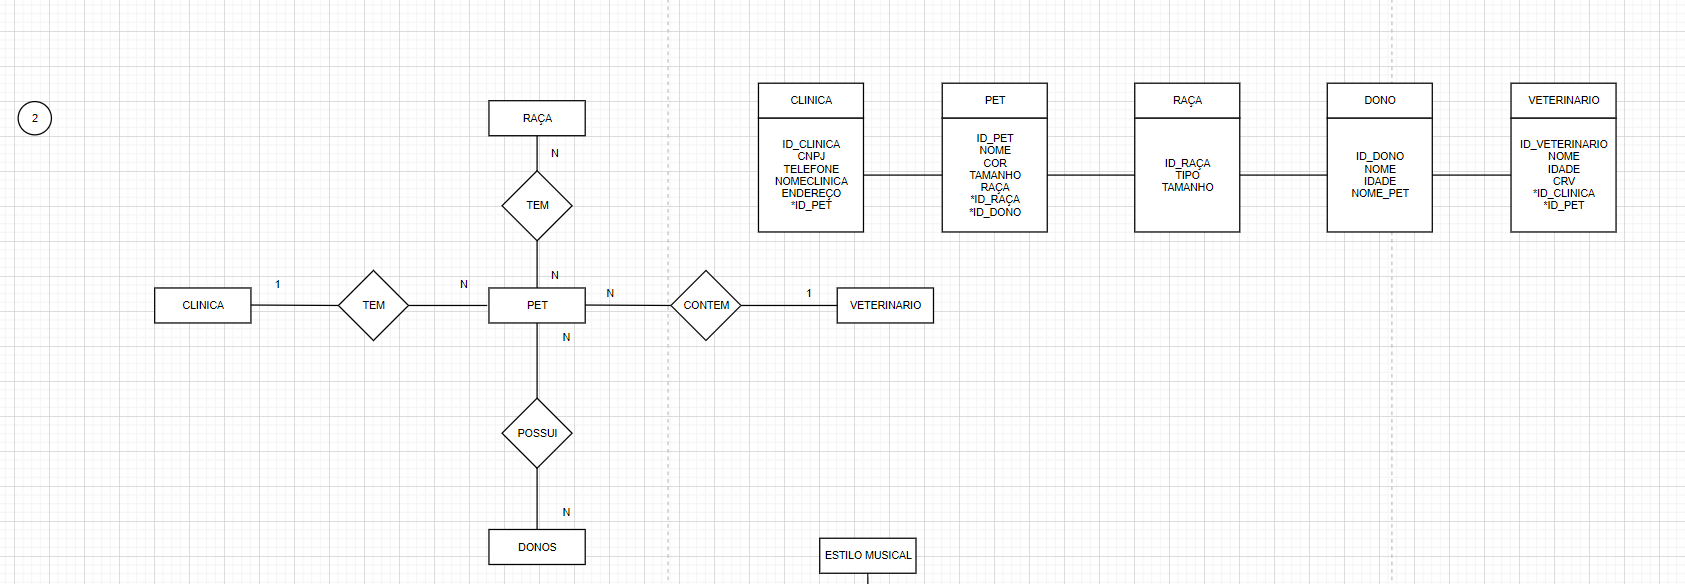 2
RAÇA
N
TEM
N
CLINICA
1
TEM
N
PET
N
CONTEM
1
VETERINARIO
N
POSSUI
N
DONOS
CLINICA
ID_CLINICA
CNPJ
TELEFONE
NOMECLINICA
ENDEREÇO
*ID_PET
PET
ID_PET
NOME
COR
TAMANHO
RAÇA
*ID_RAÇA
*ID_DONO
RAÇA
ID_RAÇA
TIPO
TAMANHO
DONO
ID_DONO
NOME
IDADE
NOME_PET
VETERINARIO
ID_VETERINARIO
NOME
IDADE
CRV
*ID_CLINICA
*ID_PET
ESTILO MUSICAL